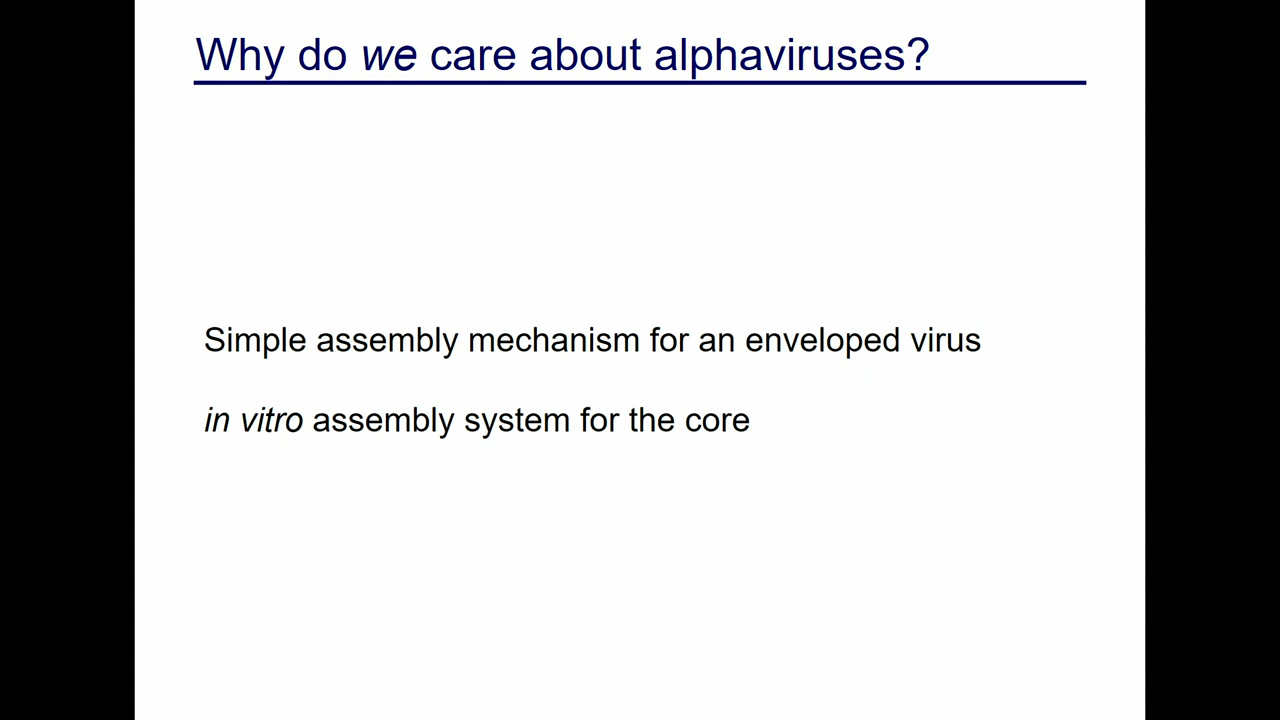 Why do we care about alphaviruses?
Simple assembly mechanism for an enveloped virus
in vitro assembly system for the core